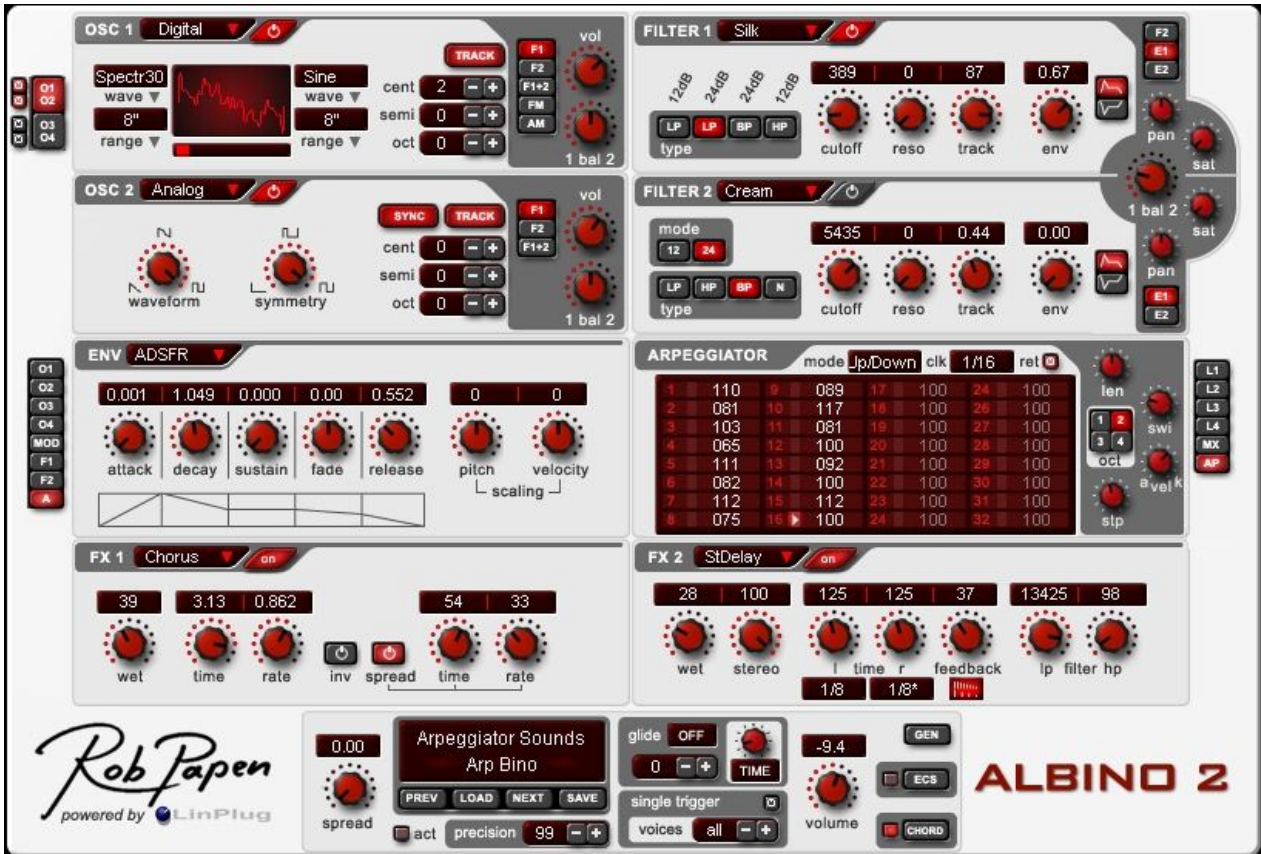 OSC 1 Digital
vol
Spectr30
wave
8"
range
Sine
wave
8"
range
TRACK
cent 2 - +
semi 0 - +
oct 0 - +
F1
F2
F1+2
FM
AM
1 bal 2
O1
O2
O3
O4
OSC 2 Analog
vol
waveform
symmetry
SYNC TRACK
cent 0 - +
semi 0 - +
oct 0 - +
F1
F2
F1+2
1 bal 2
FILTER 1 Silk
12dB 24dB 24dB 12dB
LP LP BP HP
type
389 0 87 0.67
cutoff reso track env
F2
E1
E2
pan
sat
1 bal 2
FILTER 2 Cream
mode
12 24
LP HP BP N
type
5435 0 0.44 0.00
cutoff reso track env
sat
pan
E1
E2
O1
O2
O3
O4
MOD
F1
F2
A
ENV ADSFR
0.001 1.049 0.000 0.00 0.552 0 0
attack decay sustain fade release pitch velocity
scaling
ARPEGGIATOR mode Up/Down clk 1/16 ret
1 110 9 089 17 100 24 100
2 081 10 117 18 100 26 100
3 103 11 081 19 100 27 100
4 065 12 100 20 100 28 100
5 111 13 092 21 100 29 100
6 082 14 100 22 100 30 100
7 112 15 112 23 100 31 100
8 075 16 100 24 100 32 100
len
swi
1 2
3 4
oct
a vel k
stp
L1
L2
L3
L4
MX
AP
FX 1 Chorus on
39 3.13 0.862 54 33
wet time rate inv spread time rate
FX 2 StDelay on
28 100 125 125 37 13425 98
wet stereo l time r feedback lp filter hp
1/8 1/8*
Rob Papen
powered by LinPlug
0.00
spread
Arpeggiator Sounds
Arp Bino
PREV LOAD NEXT SAVE
act precision 99 - +
glide OFF
0 - +
TIME
single trigger
voices all - +
-9.4
volume
GEN
ECS
CHORD
ALBINO 2